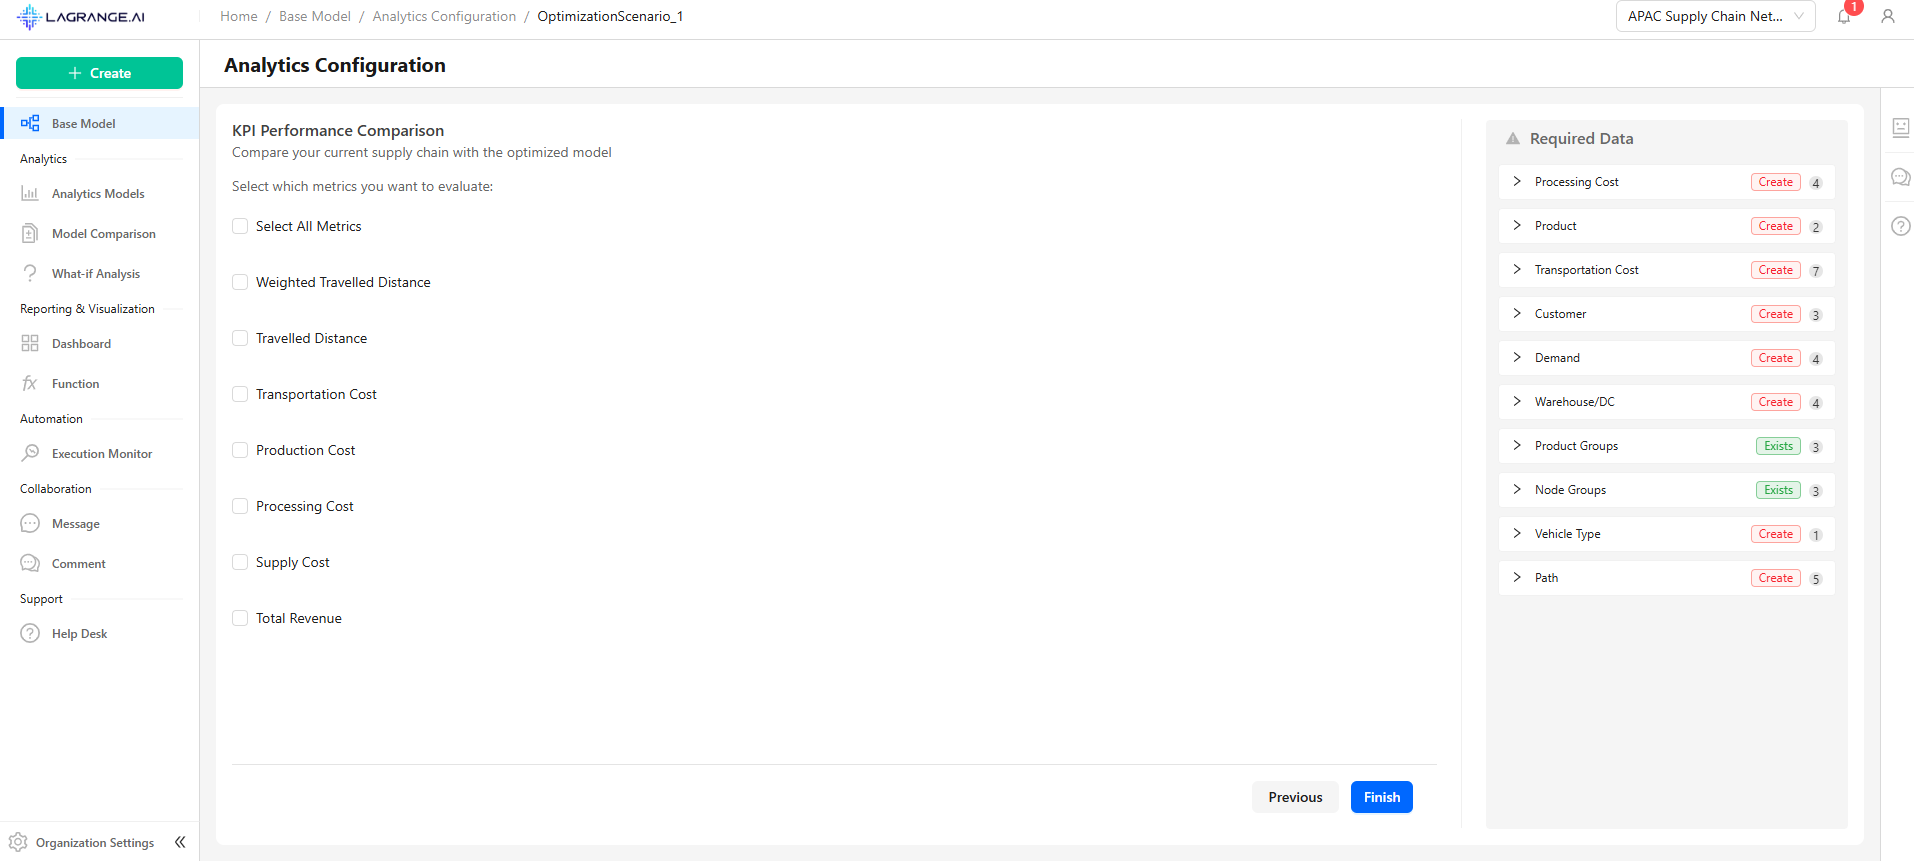 LAGRANGE.AI
Home / Base Model / Analytics Configuration / OptimizationScenario_1
APAC Supply Chain Net...
1
Create
Base Model
Analytics
Analytics Models
Model Comparison
What-if Analysis
Reporting & Visualization
Dashboard
Function
Automation
Execution Monitor
Collaboration
Message
Comment
Support
Help Desk
Organization Settings
Analytics Configuration
KPI Performance Comparison
Compare your current supply chain with the optimized model
Select which metrics you want to evaluate:
Select All Metrics
Weighted Travelled Distance
Travelled Distance
Transportation Cost
Production Cost
Processing Cost
Supply Cost
Total Revenue
Previous
Finish
Required Data
Processing Cost Create 4
Product Create 2
Transportation Cost Create 7
Customer Create 3
Demand Create 4
Warehouse/DC Create 4
Product Groups Exists 3
Node Groups Exists 3
Vehicle Type Create 1
Path Create 5